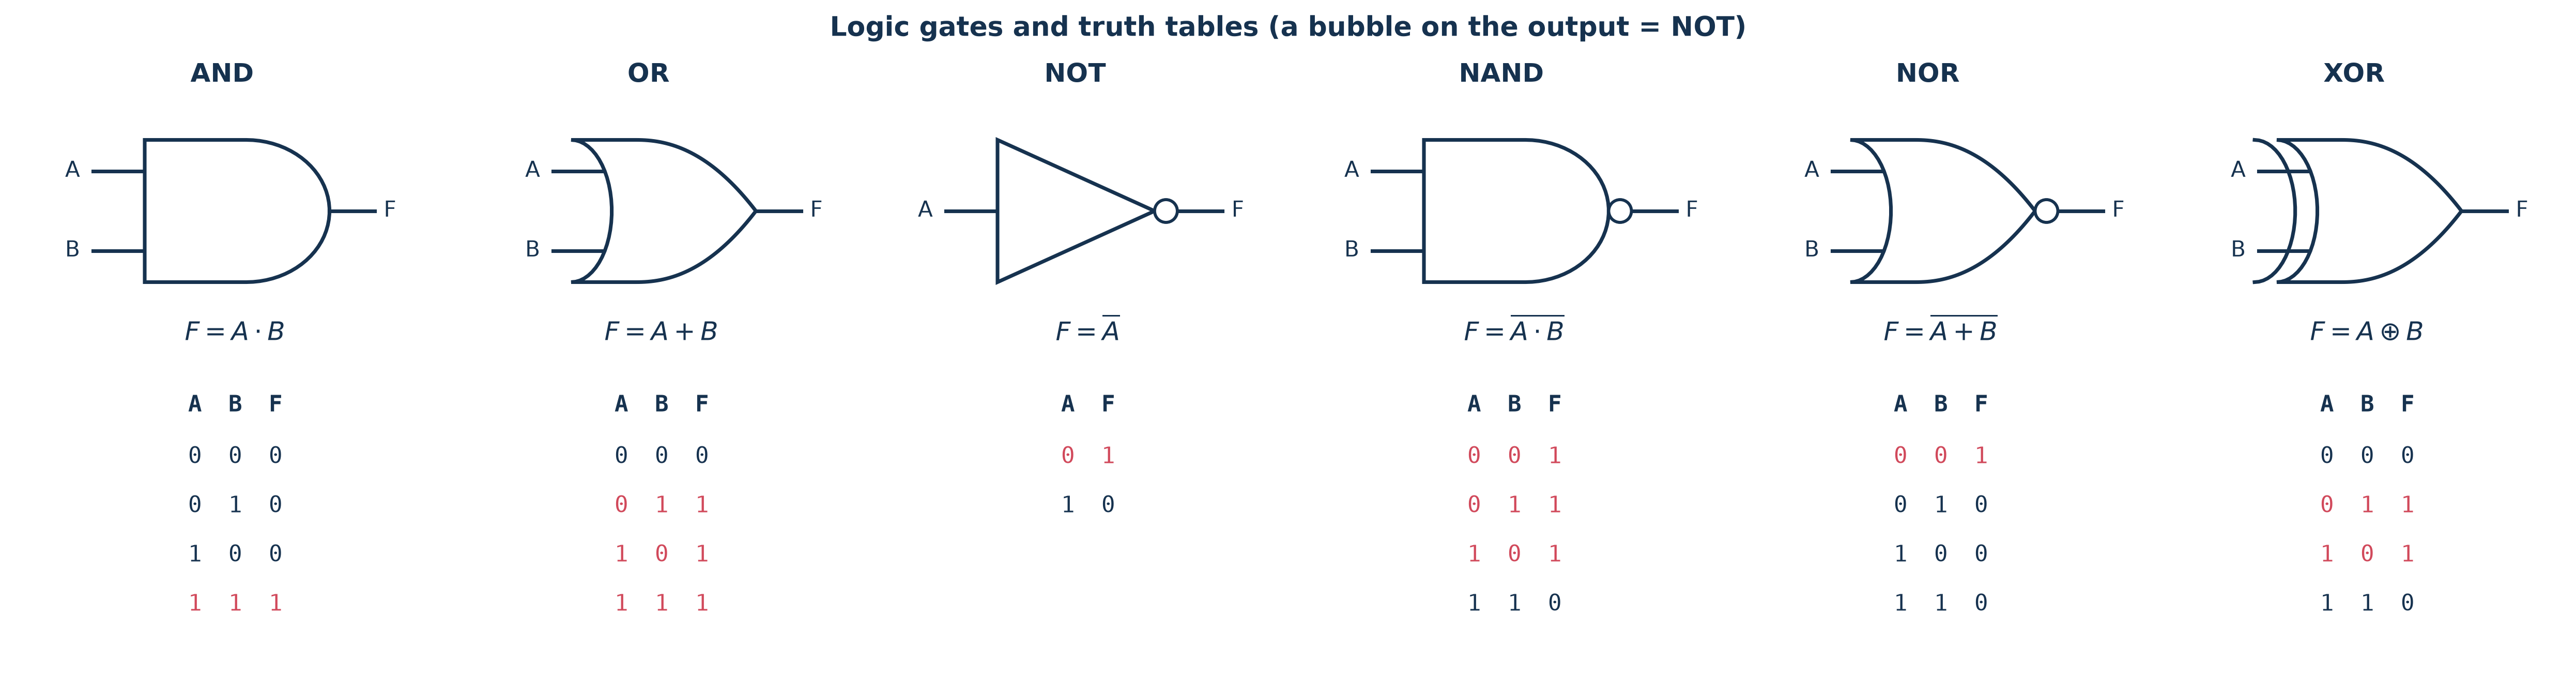 Logic gates and truth tables (a bubble on the output = NOT)
AND OR NOT NAND NOR XOR
A A A A A
A F F F F F F
B B B B B
F = A · B F = A + B F = A̅ F = A̅ ̅·̅ ̅B̅ F = A̅ ̅+̅ ̅B̅ F = A ⊕ B
A B F A B F A F A B F A B F A B F
0 0 0 0 0 0 0 1 0 0 1 0 0 1 0 0 0
0 1 0 0 1 1 1 0 0 1 1 0 1 0 0 1 1
1 0 0 1 0 1 1 0 1 1 0 0 1 0 1
1 1 1 1 1 1 1 1 0 1 1 0 1 1 0